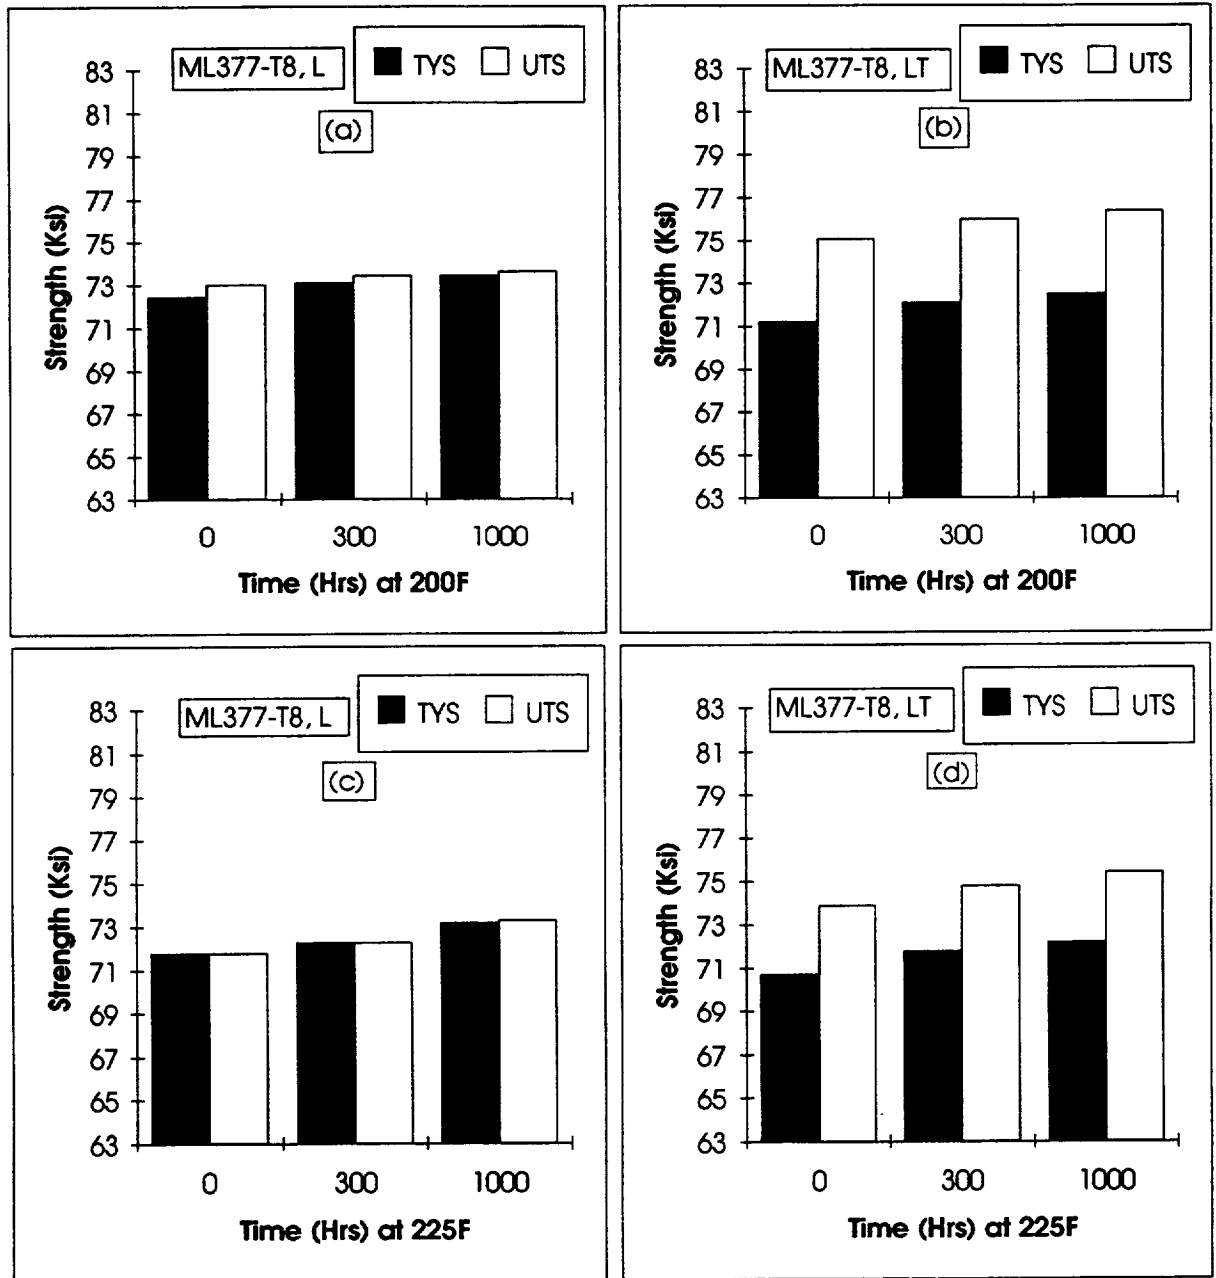 ML377-T8, L
TYS UTS
(a)
83
81
79
77
75
73
71
69
67
65
63
Strength (Ksi)
0 300 1000
Time (Hrs) at 200F
ML377-T8, LT
TYS UTS
(b)
83
81
79
77
75
73
71
69
67
65
63
Strength (Ksi)
0 300 1000
Time (Hrs) at 200F
ML377-T8, L
TYS UTS
(c)
83
81
79
77
75
73
71
69
67
65
63
Strength (Ksi)
0 300 1000
Time (Hrs) at 225F
ML377-T8, LT
TYS UTS
(d)
83
81
79
77
75
73
71
69
67
65
63
Strength (Ksi)
0 300 1000
Time (Hrs) at 225F